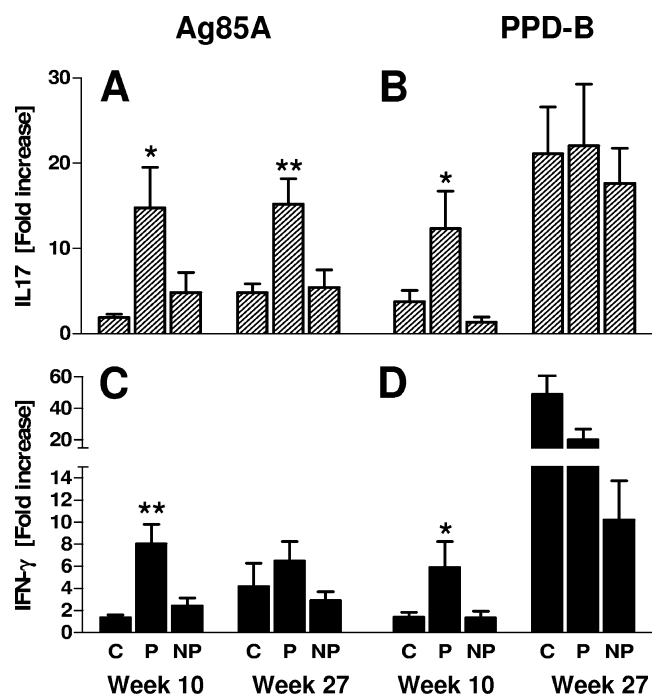 Ag85A PPD-B
A B
IL17 [Fold increase]
30
20
10
0
* ** *
C D
IFN-γ [Fold increase]
60
40
20
14
12
10
8
6
4
2
0
** *
C P NP C P NP C P NP C P NP
Week 10 Week 27 Week 10 Week 27